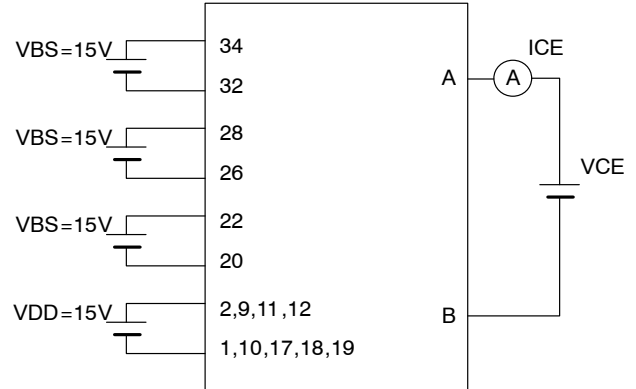 VBS=15V
34
32
VBS=15V
28
26
VBS=15V
22
20
VDD=15V
2,9,11,12
1,10,17,18,19
A
ICE
A
VCE
B